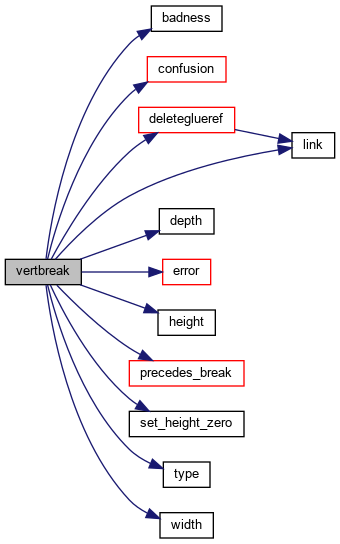 badness
confusion
deleteglueref
link
depth
vertbreak
error
height
precedes_break
set_height_zero
type
width